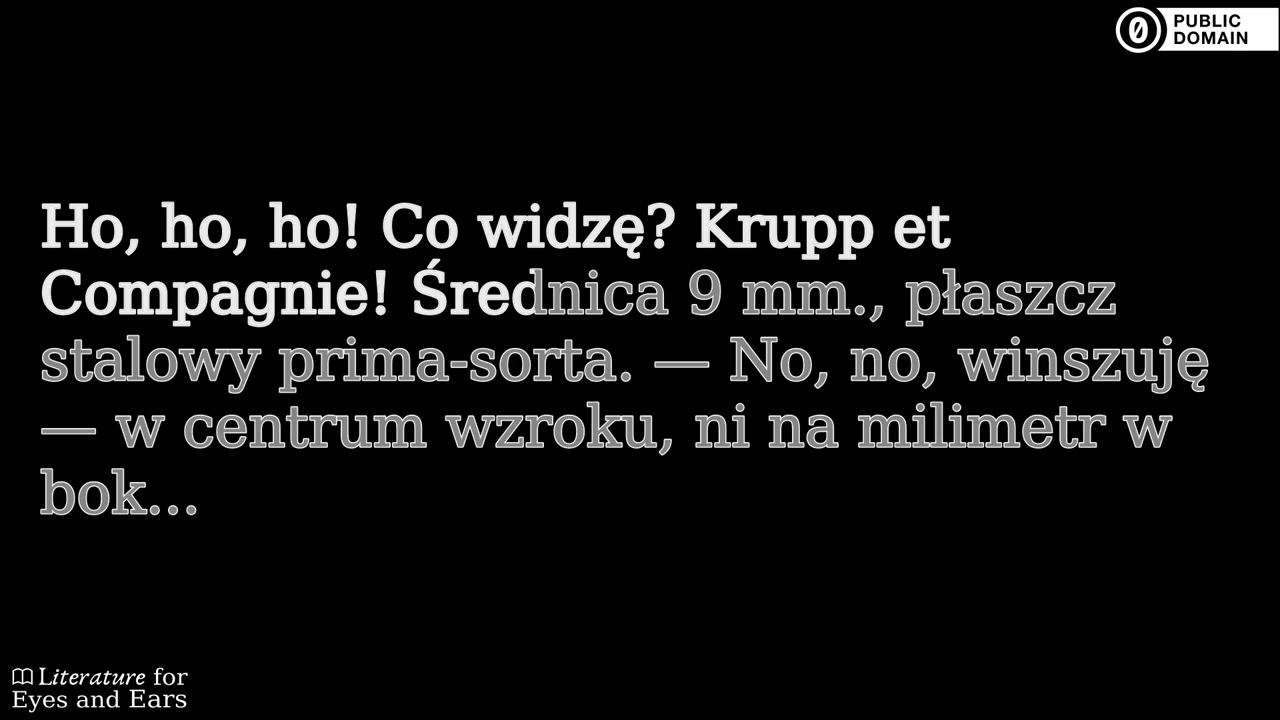 PUBLIC
DOMAIN
Ho, ho, ho! Co widzę? Krupp et
Compagnie! Średnica 9 mm., płaszcz
stalowy prima-sorta. — No, no, winszuję
— w centrum wzroku, ni na milimetr w
bok...
Literature for
Eyes and Ears